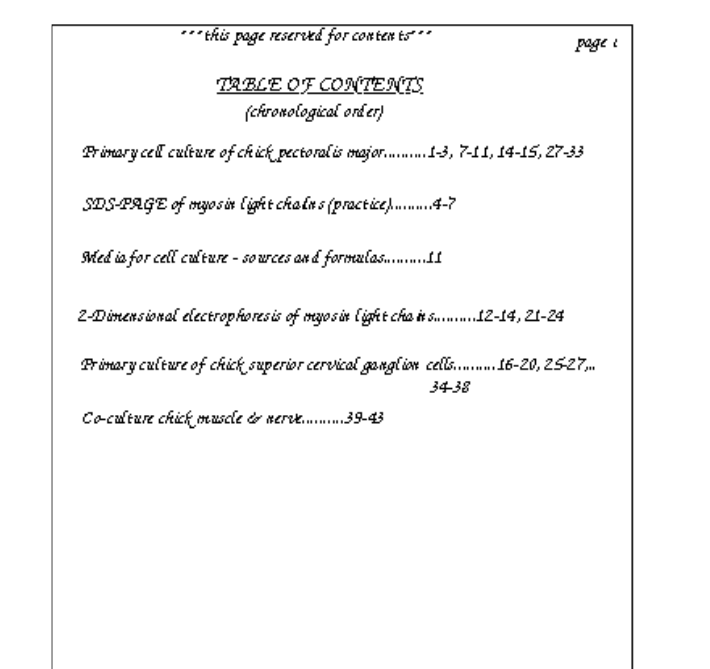 ***this page reserved for contents***
page i
TABLE OF CONTENTS
(chronological order)
Primary cell culture of chick pectoralis major..........1-3, 7-11, 14-15, 27-33
SDS-PAGE of myosin light chains (practice)..........4-7
Media for cell culture - sources and formulas..........11
2-Dimensional electrophoresis of myosin light chains..........12-14, 21-24
Primary culture of chick superior cervical ganglion cells..........16-20, 25-27,..
34-38
Co-culture chick muscle & nerve..........39-43